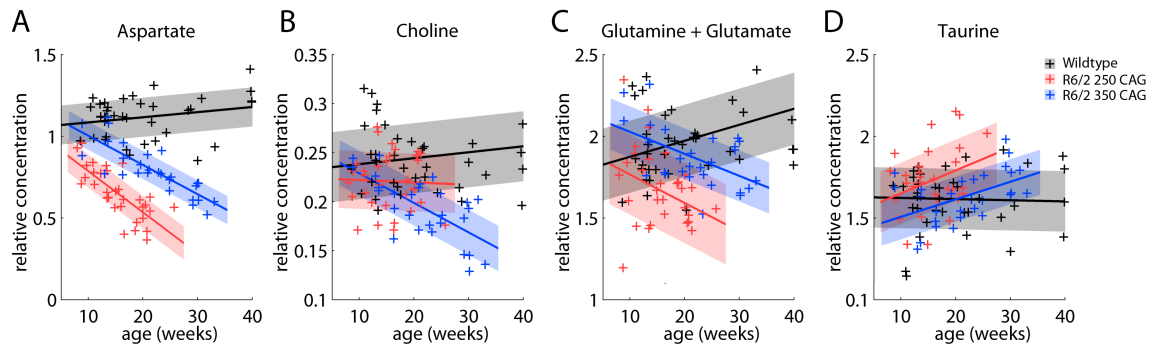 A Aspartate
relative concentration
1.5
1
0.5
0
10 20 30 40
age (weeks)
B Choline
relative concentration
0.35
0.3
0.25
0.2
0.15
0.1
10 20 30 40
age (weeks)
C Glutamine + Glutamate
relative concentration
2.5
2
1.5
1
10 20 30 40
age (weeks)
D Taurine
relative concentration
2.5
2.0
1.5
0.1
10 20 30 40
age (weeks)
Wildtype
R6/2 250 CAG
R6/2 350 CAG